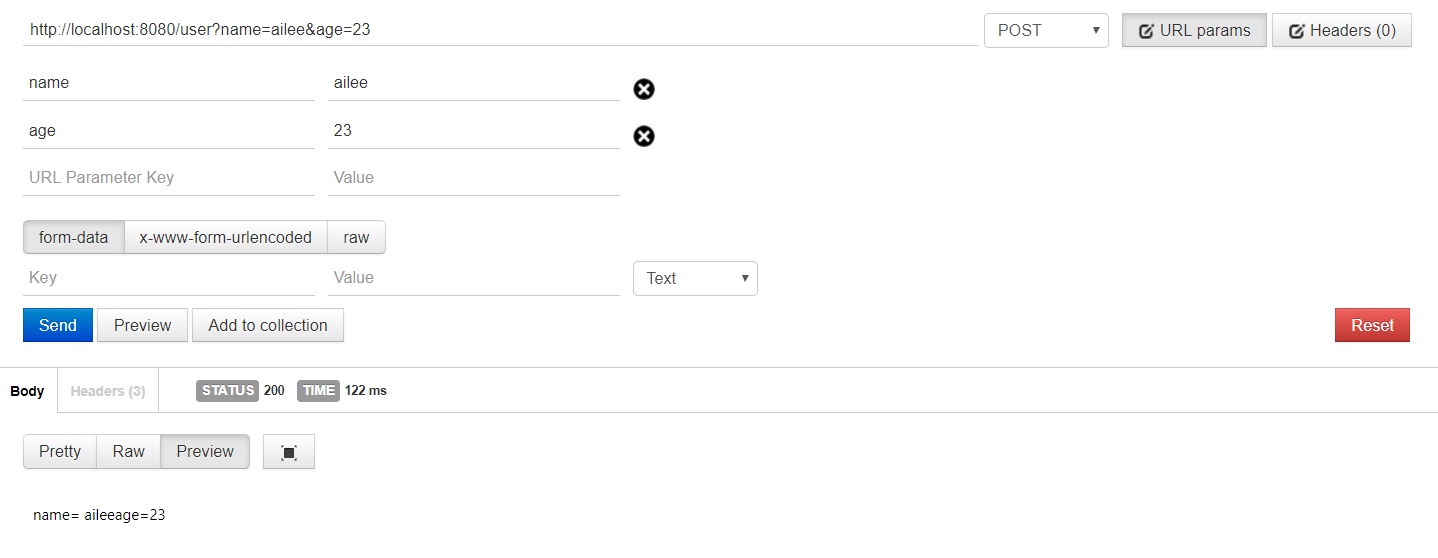 http://localhost:8080/user?name=ailee&age=23 POST URL params Headers (0)
name ailee
age 23
URL Parameter Key Value
form-data x-www-form-urlencoded raw
Key Value Text
Send Preview Add to collection Reset
Body Headers (3) STATUS 200 TIME 122 ms
Pretty Raw Preview
name= aileeage=23